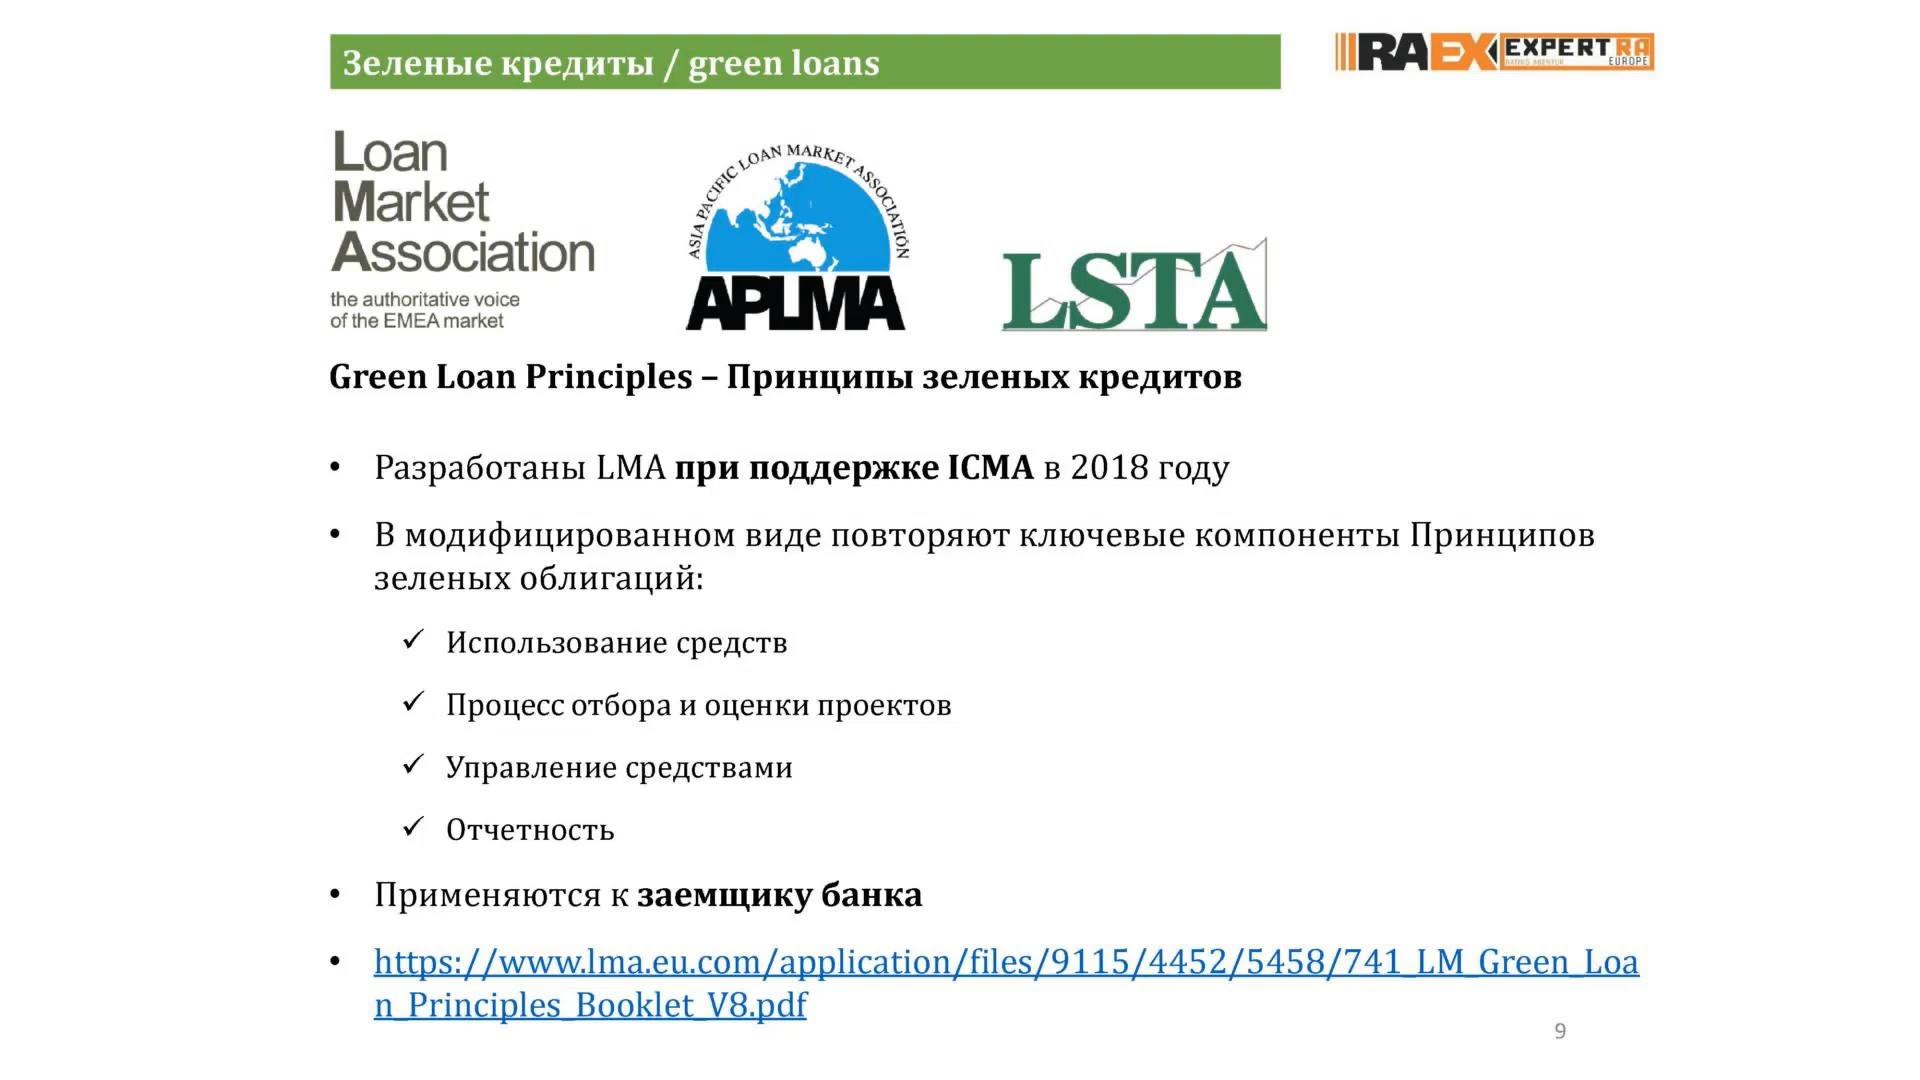 Зеленые кредиты / green loans
RAEX EXPERT RA
RATING AGENTUR EUROPE
Loan
Market
Association
the authoritative voice
of the EMEA market
ASIA PACIFIC LOAN MARKET ASSOCIATION
APLMA
LSTA
Green Loan Principles – Принципы зеленых кредитов
• Разработаны LMA при поддержке ICMA в 2018 году
• В модифицированном виде повторяют ключевые компоненты Принципов
зеленых облигаций:
✓ Использование средств
✓ Процесс отбора и оценки проектов
✓ Управление средствами
✓ Отчетность
• Применяются к заемщику банка
• https://www.lma.eu.com/application/files/9115/4452/5458/741_LM_Green_Loa
n_Principles_Booklet_V8.pdf
9